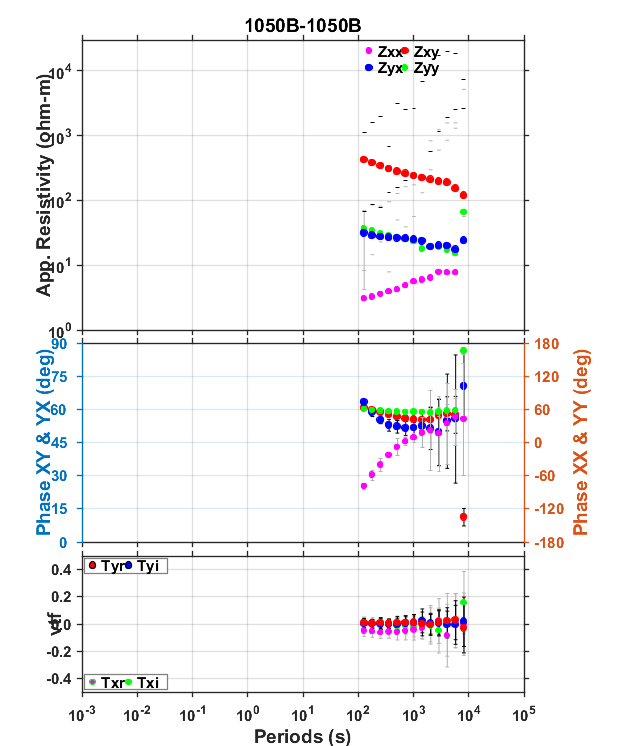 1050B-1050B
Zxx Zxy
Zyx Zyy
App. Resistivity (ohm-m)
10^4
10^3
10^2
10^1
10^0
Phase XY & YX (deg)
90
75
60
45
30
15
0
Phase XX & YY (deg)
180
120
60
0
-60
-120
-180
Tyr Tyi
vtf
0.4
0.2
0.0
-0.2
-0.4
Txr Txi
10^-3 10^-2 10^-1 10^0 10^1 10^2 10^3 10^4 10^5
Periods (s)